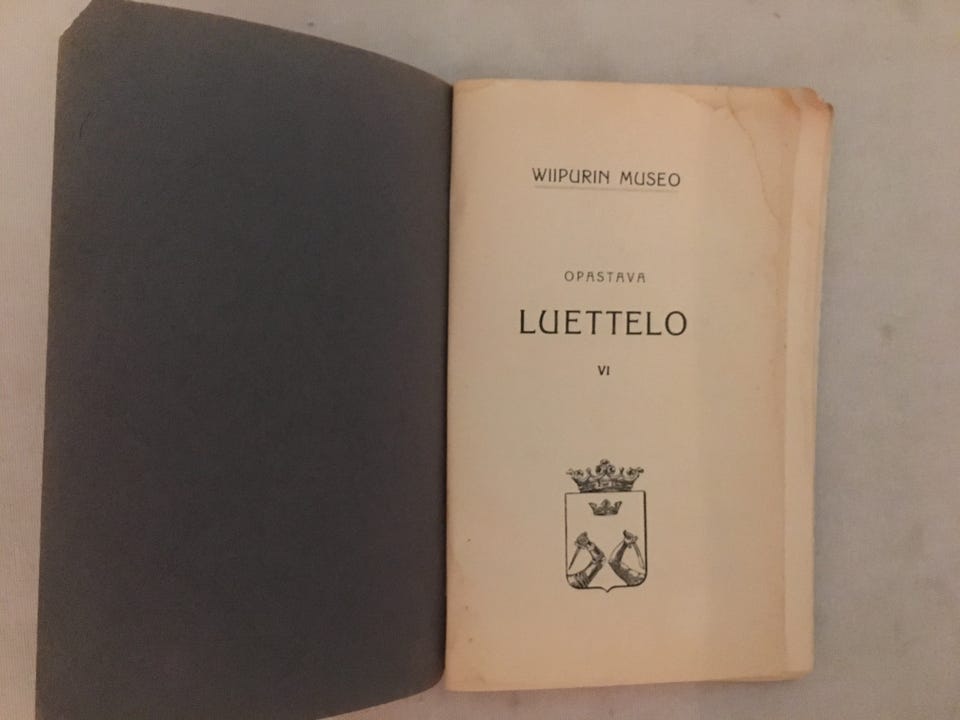 WIIPURIN MUSEO
OPASTAVA
LUETTELO
VI